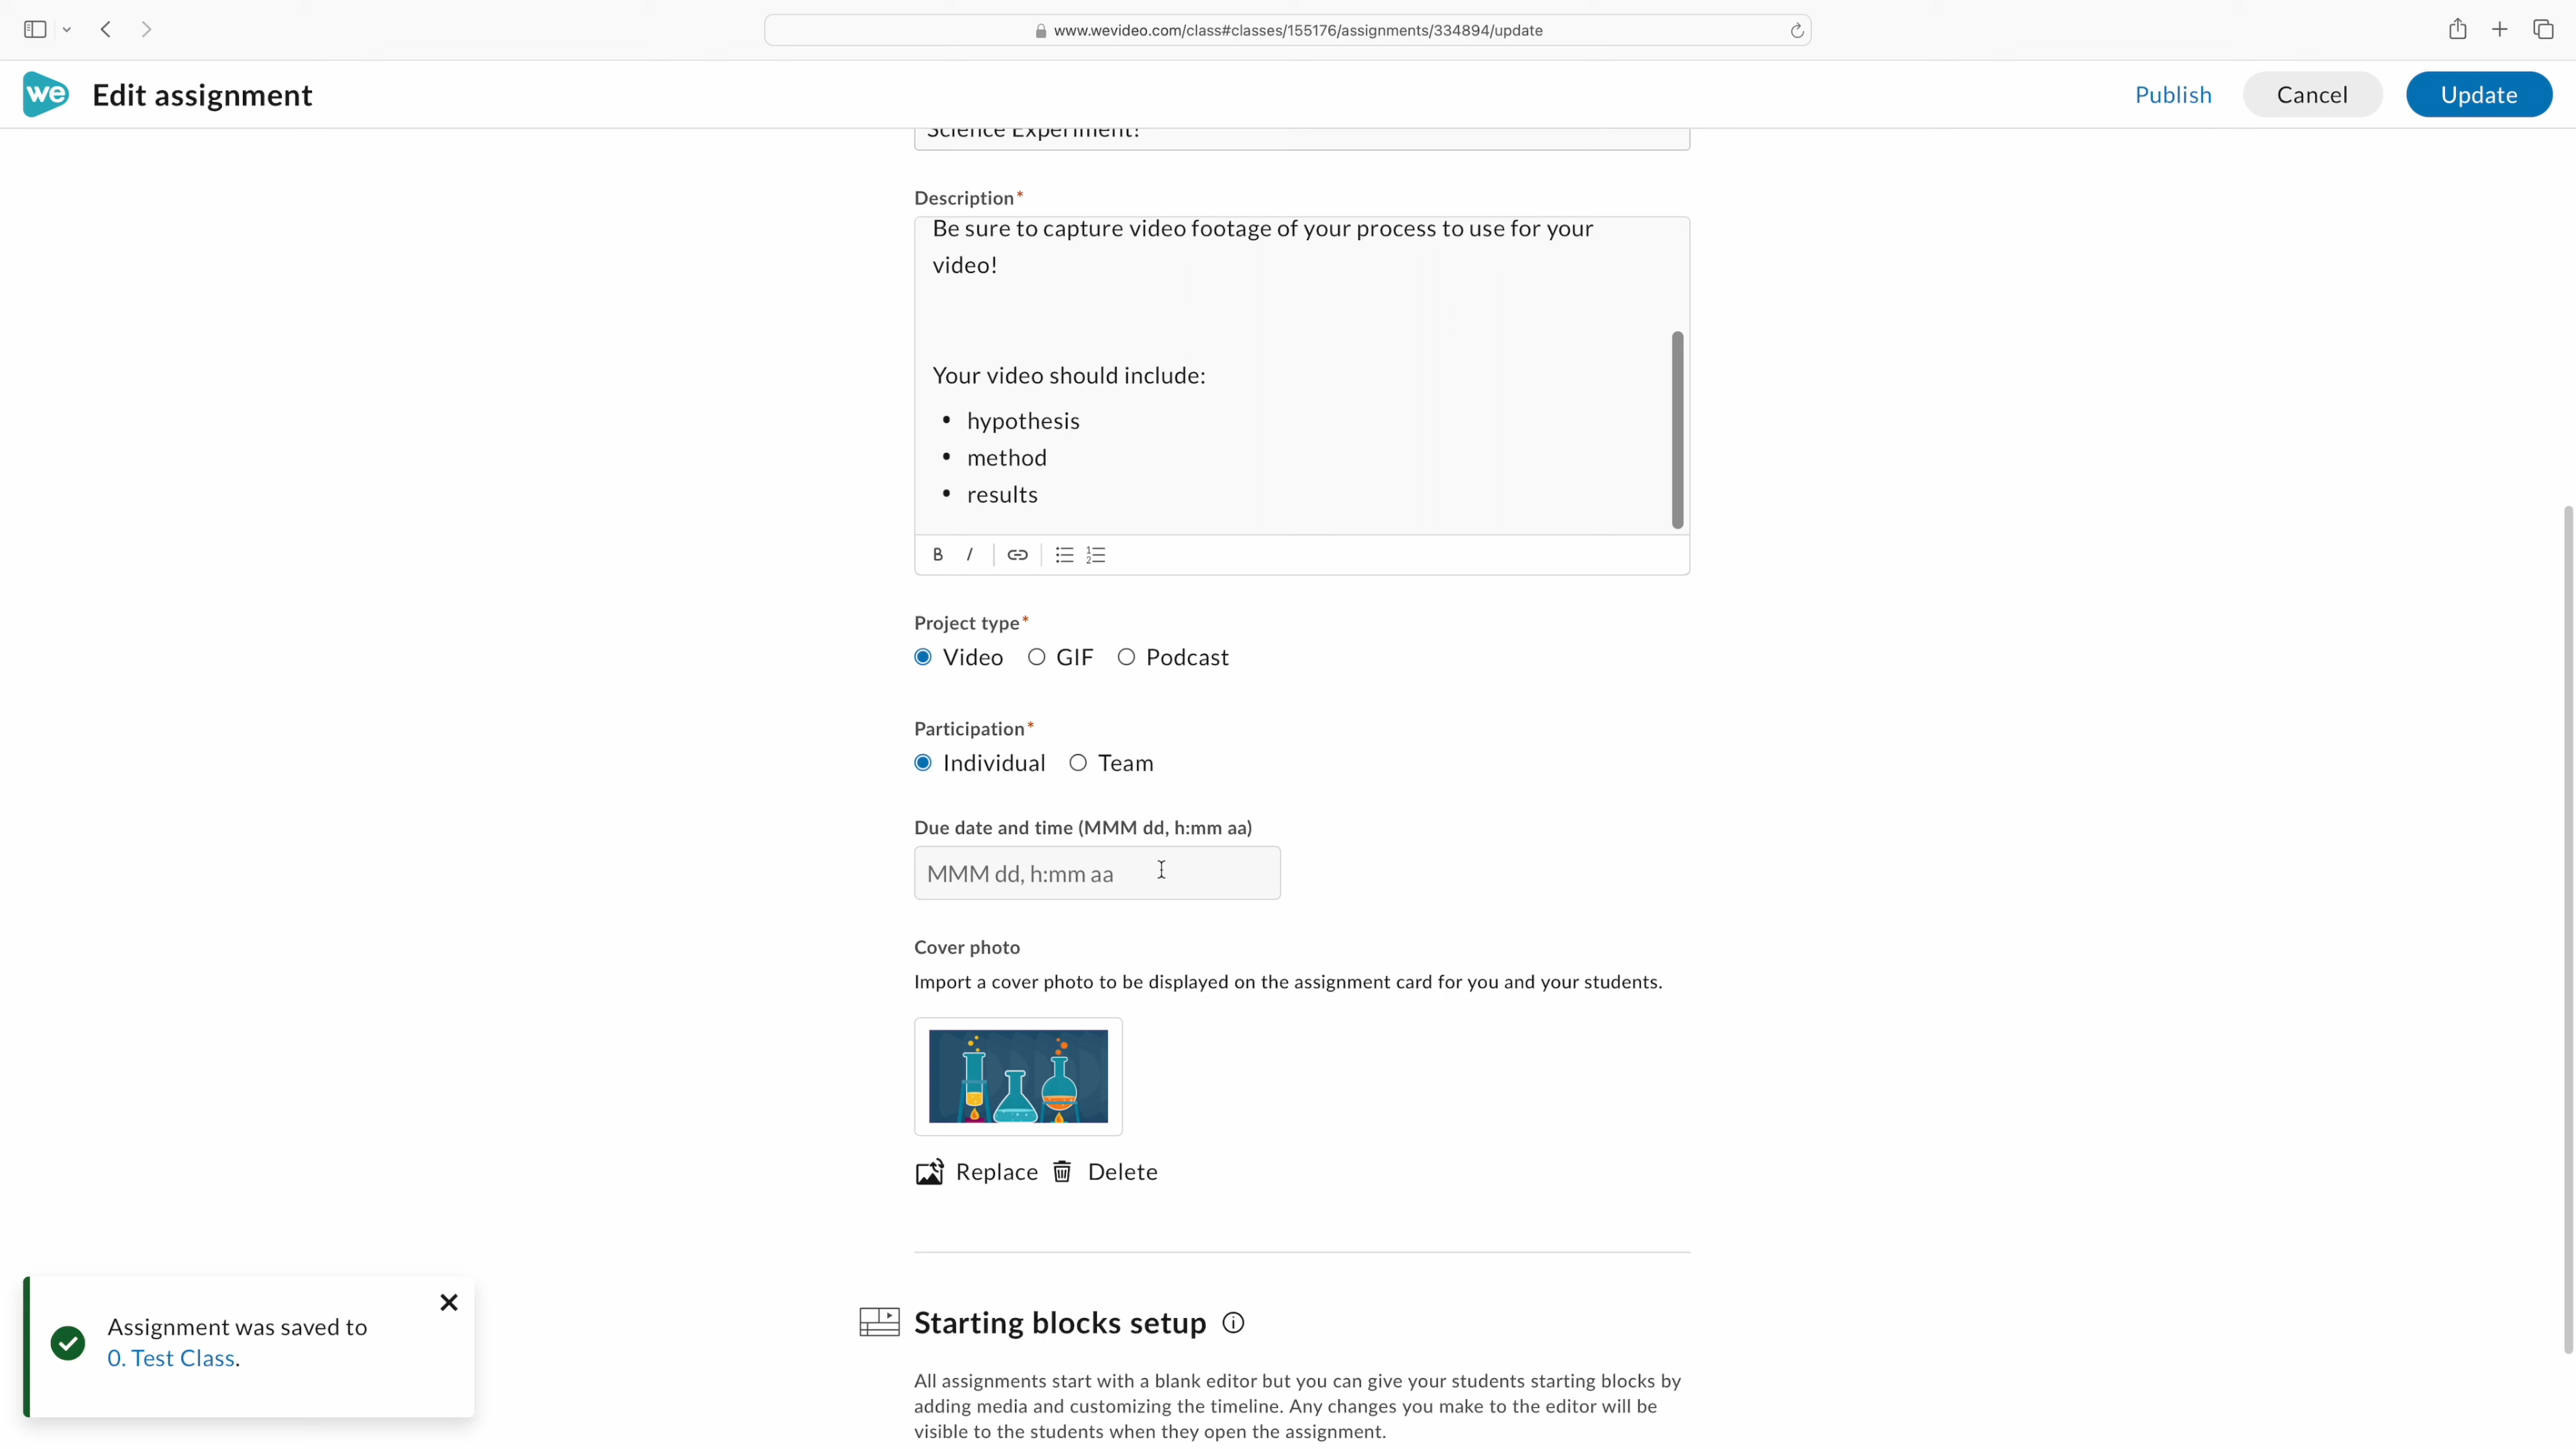 www.wevideo.com/class#classes/155176/assignments/334894/update
we
Edit assignment
Publish
Cancel
Update
Science Experiment!
Description*
Be sure to capture video footage of your process to use for your
video!
Your video should include:
• hypothesis
• method
• results
B I
Project type*
Video GIF Podcast
Participation*
Individual Team
Due date and time (MMM dd, h:mm aa)
MMM dd, h:mm aa
Cover photo
Import a cover photo to be displayed on the assignment card for you and your students.
Replace Delete
Assignment was saved to
0. Test Class.
Starting blocks setup
All assignments start with a blank editor but you can give your students starting blocks by
adding media and customizing the timeline. Any changes you make to the editor will be
visible to the students when they open the assignment.